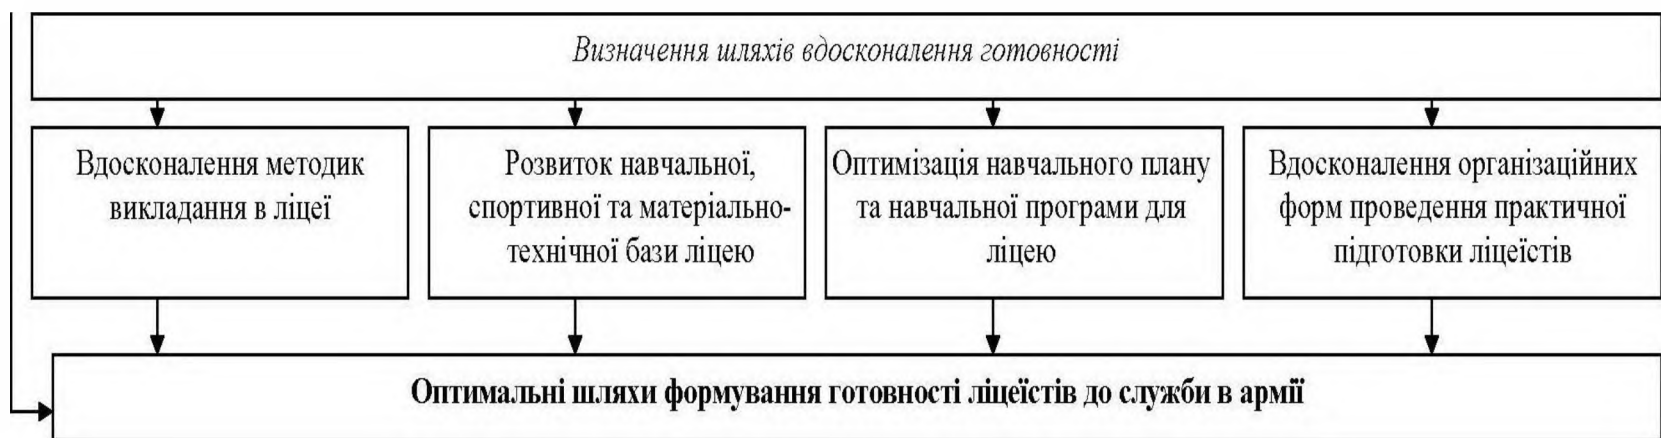 Визначення шляхів вдосконалення готовності
Вдосконалення методик
викладання в ліцеї
Розвиток навчальної,
спортивної та матеріально-
технічної бази ліцею
Оптимізація навчального плану
та навчальної програми для
ліцею
Вдосконалення організаційних
форм проведення практичної
підготовки ліцеїстів
Оптимальні шляхи формування готовності ліцеїстів до служби в армії